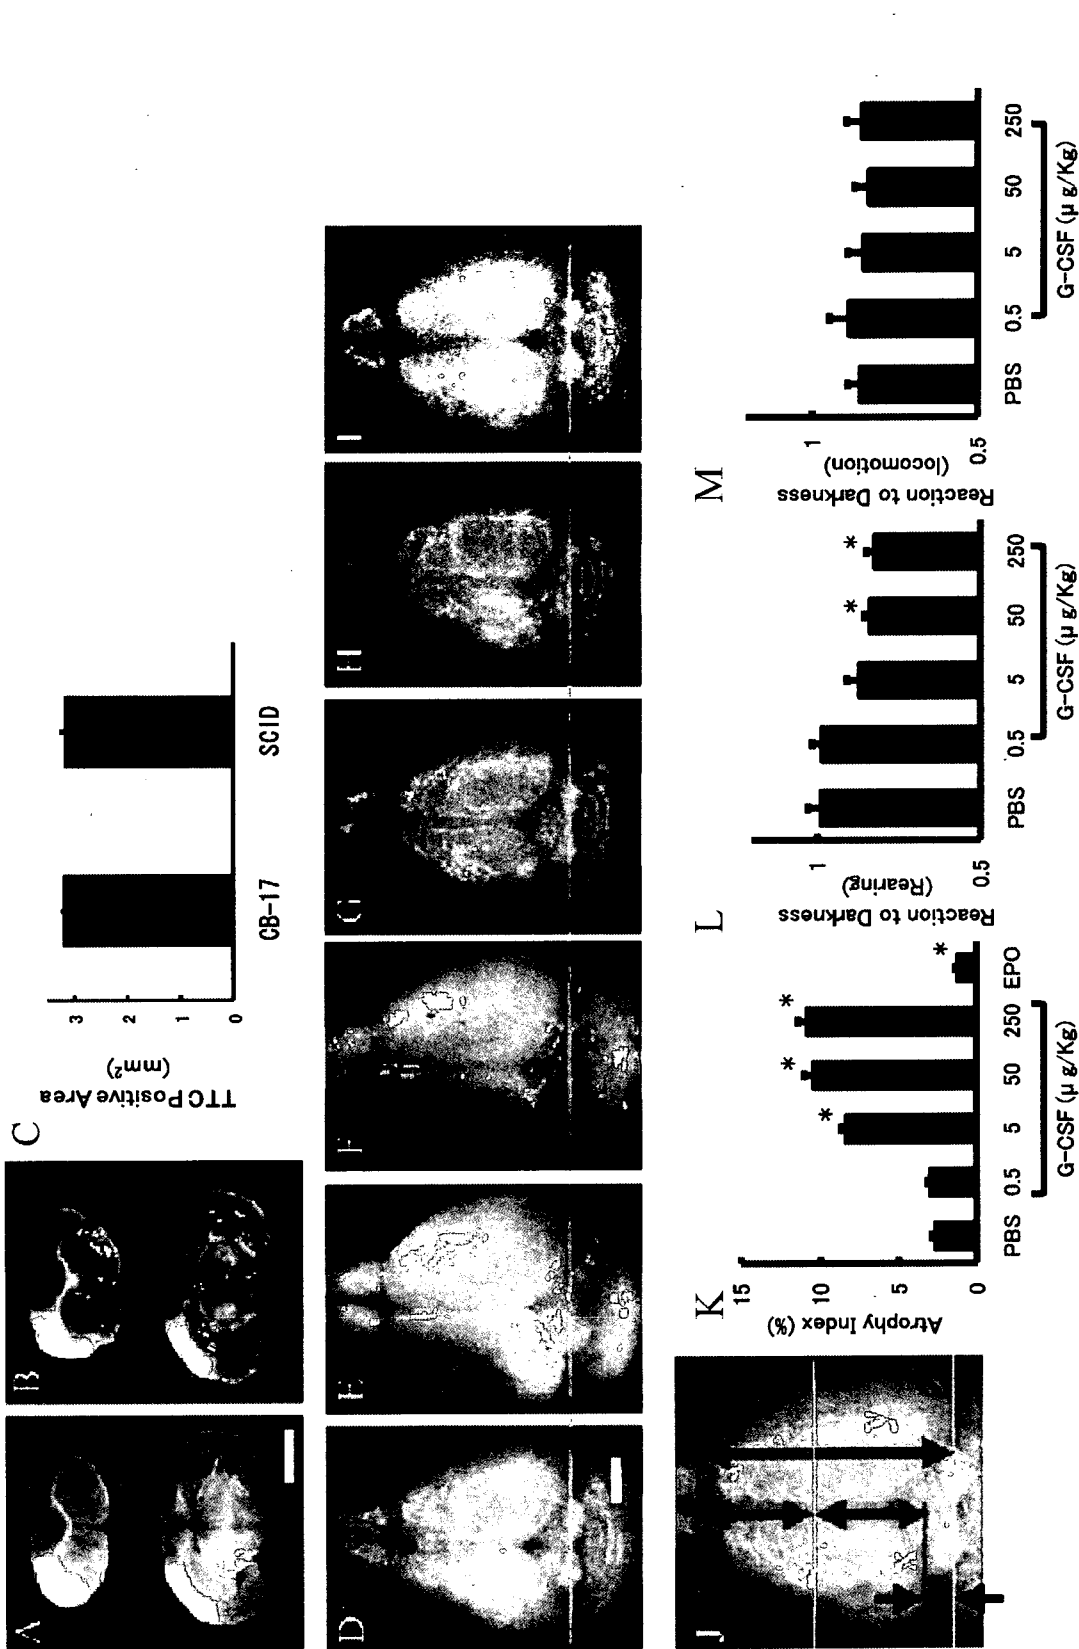 A
B
C
TTC Positive Area
(mm²)
3
2
1
0
CB-17
SCID
D
E
F
G
H
I
J
K
Atrophy Index (%)
15
10
5
0
PBS
0.5
5
50
250
EPO
G-CSF (μ g/Kg)
*
*
*
*
L
Reaction to Darkness
(Rearing)
1
0.5
PBS
0.5
5
50
250
G-CSF (μ g/Kg)
*
*
M
Reaction to Darkness
(locomotion)
1
0.5
PBS
0.5
5
50
250
G-CSF (μ g/Kg)